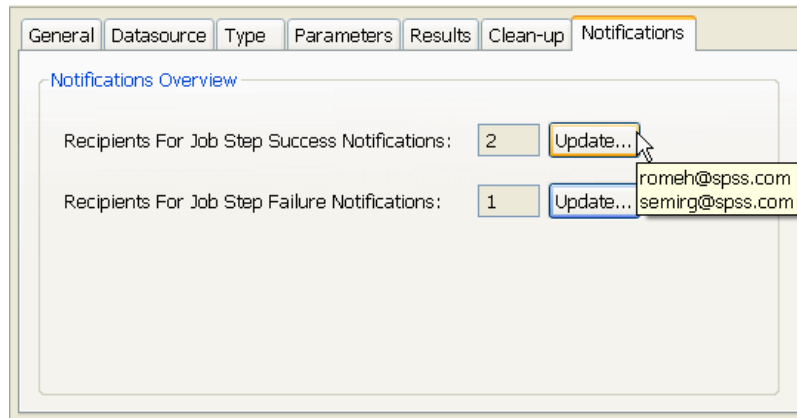 General Datasource Type Parameters Results Clean-up Notifications
Notifications Overview
Recipients For Job Step Success Notifications: 2 Update...
romeh@spss.com
Recipients For Job Step Failure Notifications: 1 Update... semirg@spss.com